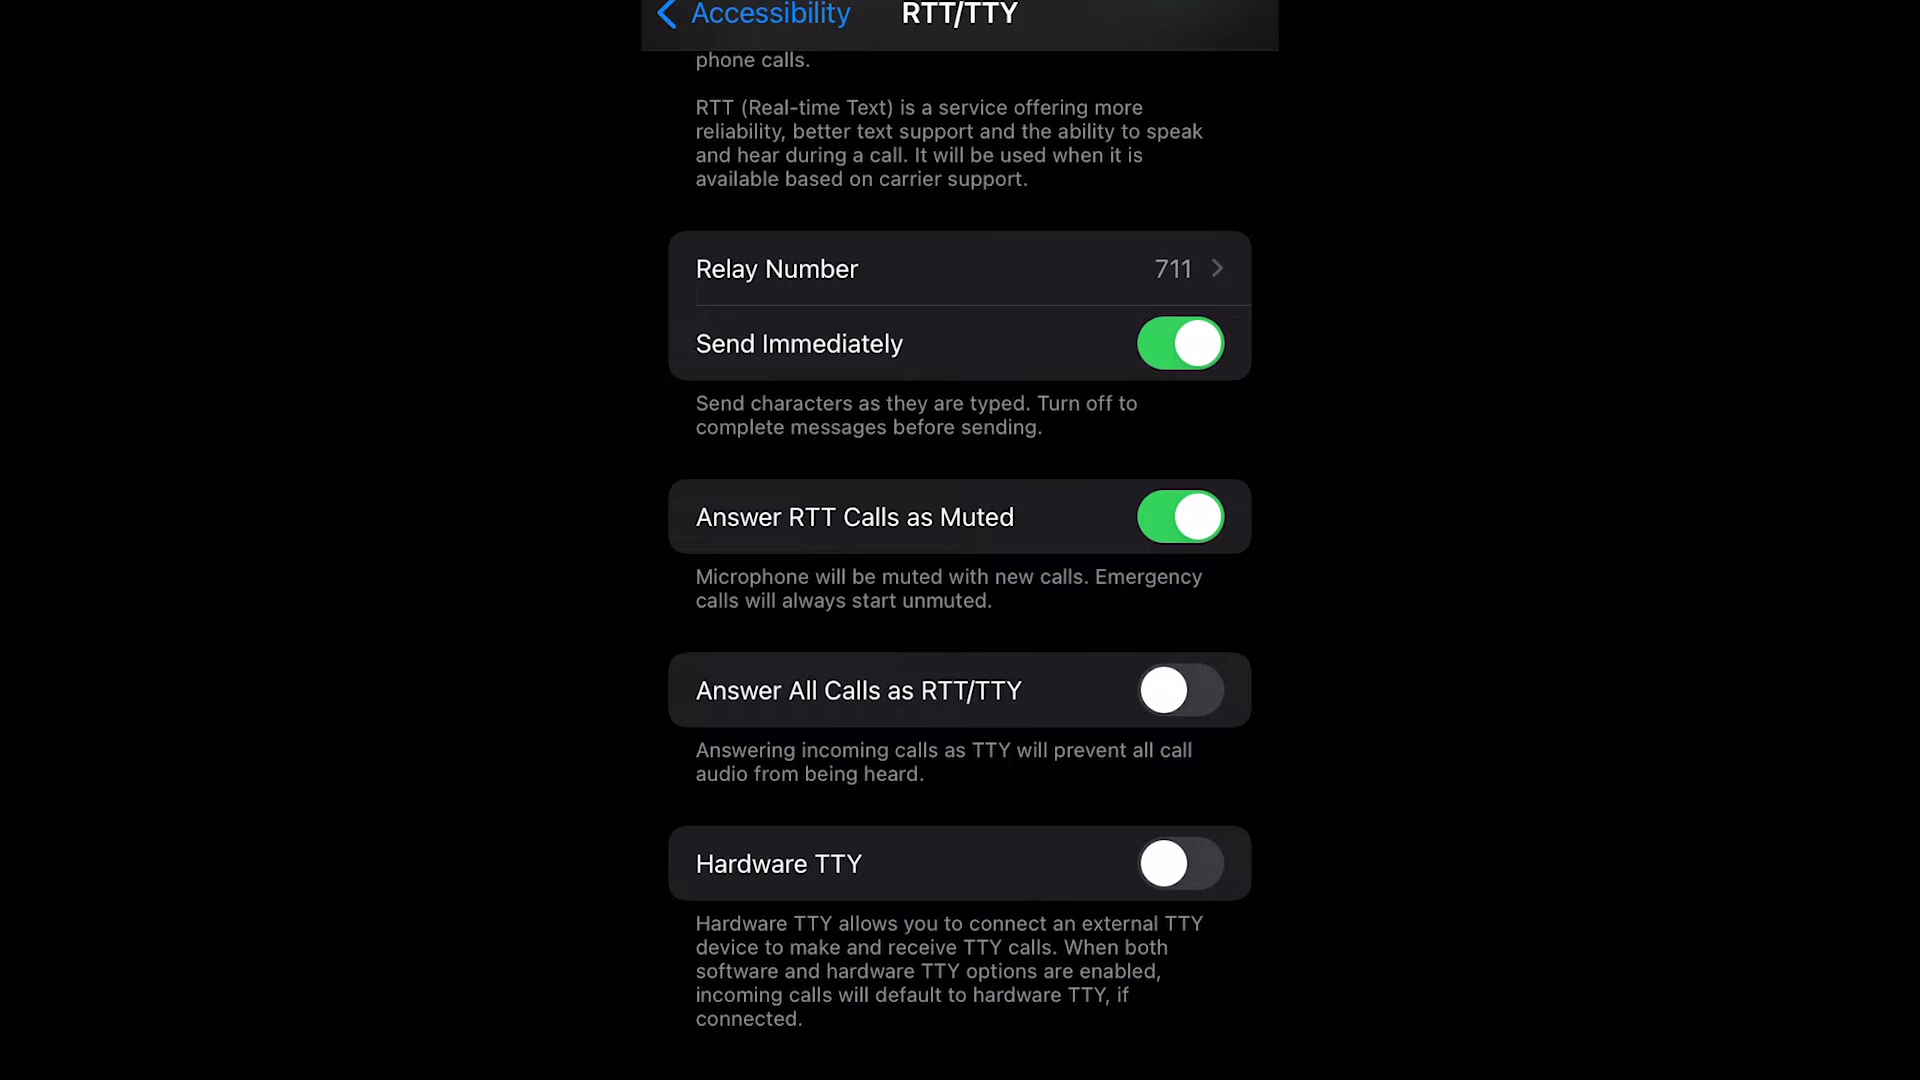 Accessibility
RTT/TTY
phone calls.
RTT (Real-time Text) is a service offering more
reliability, better text support and the ability to speak
and hear during a call. It will be used when it is
available based on carrier support.
Relay Number 711
Send Immediately
Send characters as they are typed. Turn off to
complete messages before sending.
Answer RTT Calls as Muted
Microphone will be muted with new calls. Emergency
calls will always start unmuted.
Answer All Calls as RTT/TTY
Answering incoming calls as TTY will prevent all call
audio from being heard.
Hardware TTY
Hardware TTY allows you to connect an external TTY
device to make and receive TTY calls. When both
software and hardware TTY options are enabled,
incoming calls will default to hardware TTY, if
connected.